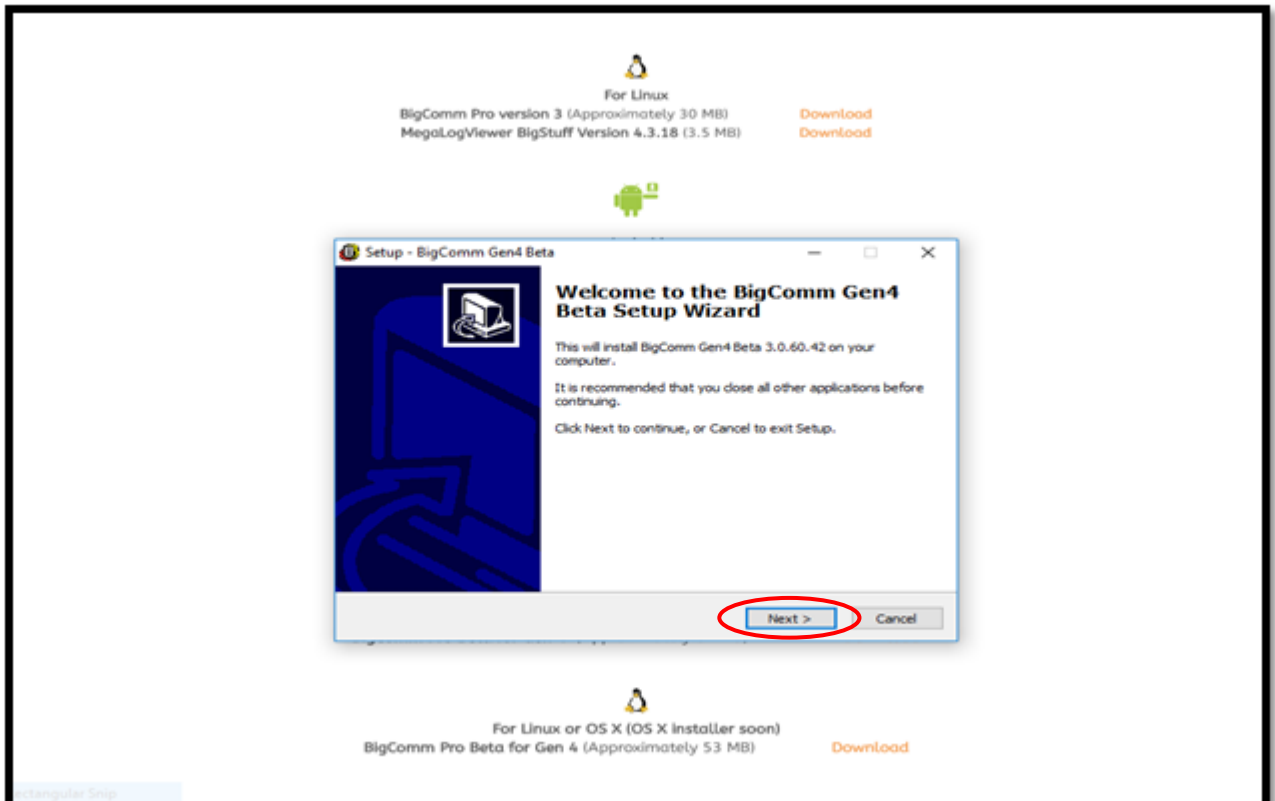 For Linux
BigComm Pro version 3 (Approximately 30 MB) Download
MegaLogViewer BigStuff Version 4.3.18 (3.5 MB) Download
Setup - BigComm Gen4 Beta
Welcome to the BigComm Gen4
Beta Setup Wizard
This will install BigComm Gen4 Beta 3.0.60.42 on your
computer.
It is recommended that you close all other applications before
continuing.
Click Next to continue, or Cancel to exit Setup.
Next >
Cancel
For Linux or OS X (OS X installer soon)
BigComm Pro Beta for Gen 4 (Approximately 53 MB) Download
ectangular Snip